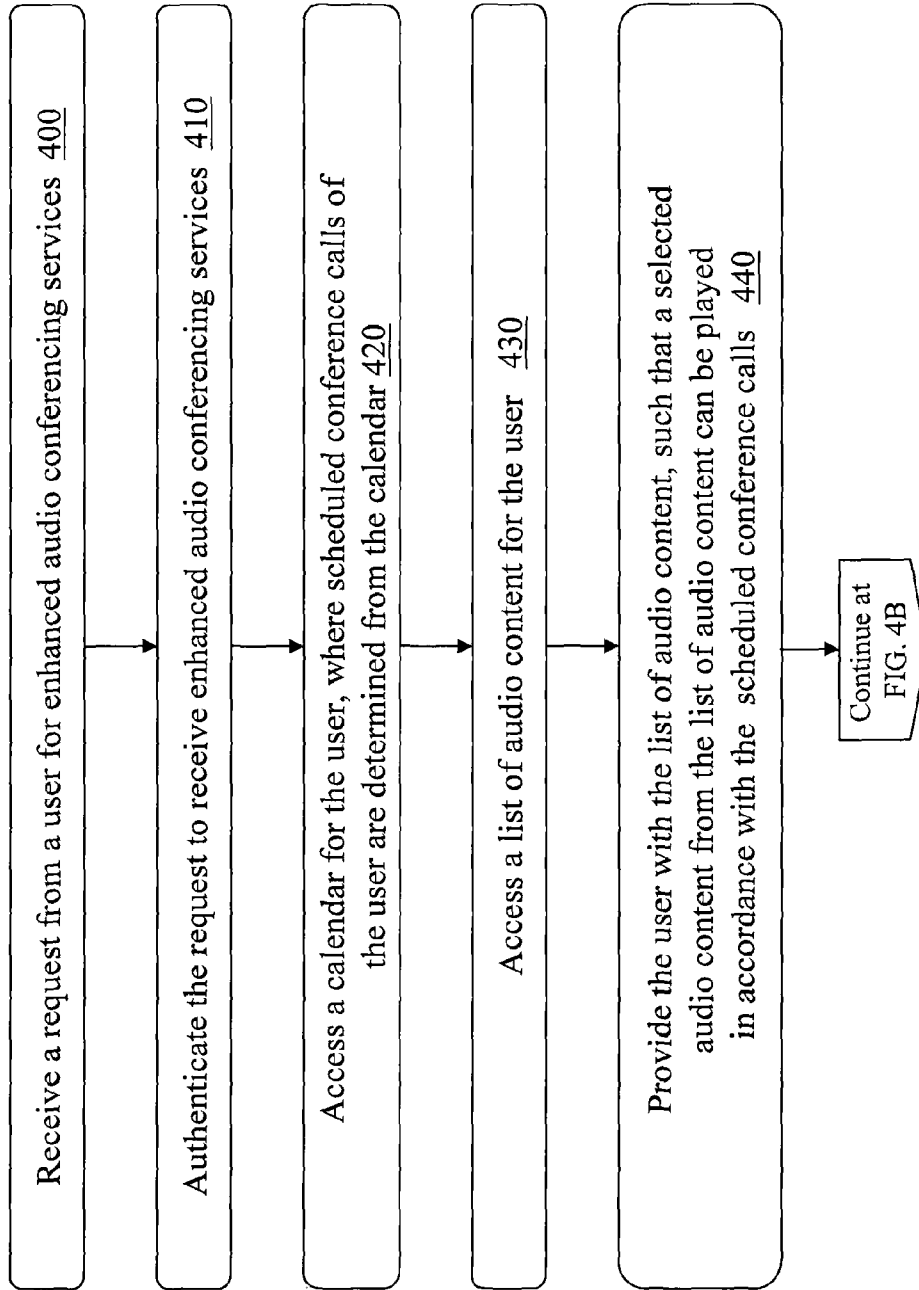 Receive a request from a user for enhanced audio conferencing services 400
Authenticate the request to receive enhanced audio conferencing services 410
Access a calendar for the user, where scheduled conference calls of
the user are determined from the calendar 420
Access a list of audio content for the user 430
Provide the user with the list of audio content, such that a selected
audio content from the list of audio content can be played
in accordance with the scheduled conference calls 440
Continue at
FIG. 4B